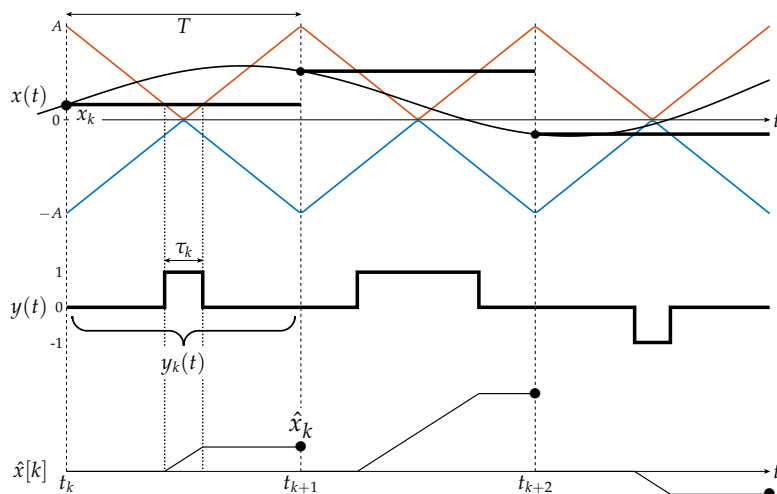 A
T
x(t)
x_k
0
t
−A
τ_k
1
y(t) 0
-1
y_k(t)
x̂_k
x̂[k]
t
t_k t_{k+1} t_{k+2}